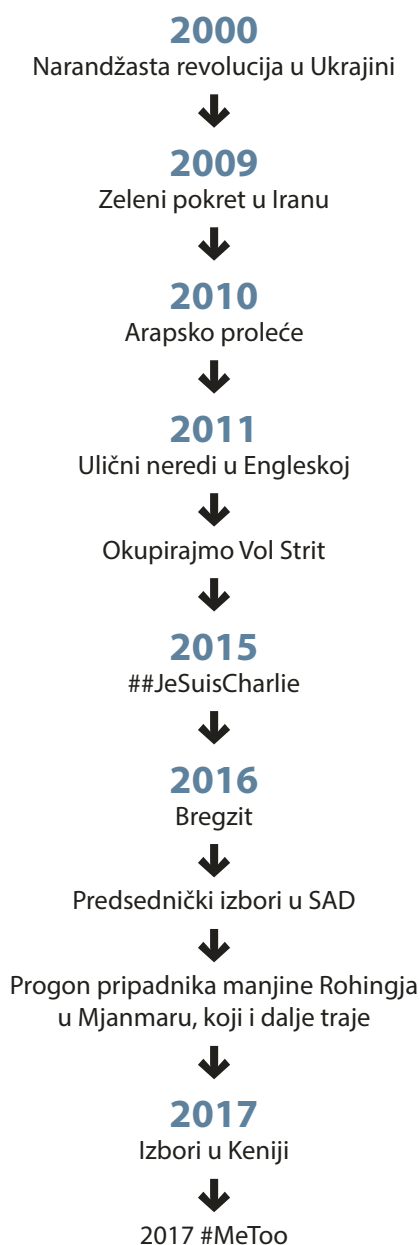 2000
Narandžasta revolucija u Ukrajini
2009
Zeleni pokret u Iranu
2010
Arapsko proleće
2011
Ulični neredi u Engleskoj
Okupirajmo Vol Strit
2015
##JeSuisCharlie
2016
Bregzit
Predsednički izbori u SAD
Progon pripadnika manjine Rohingja
u Mjanmaru, koji i dalje traje
2017
Izbori u Keniji
2017 #MeToo